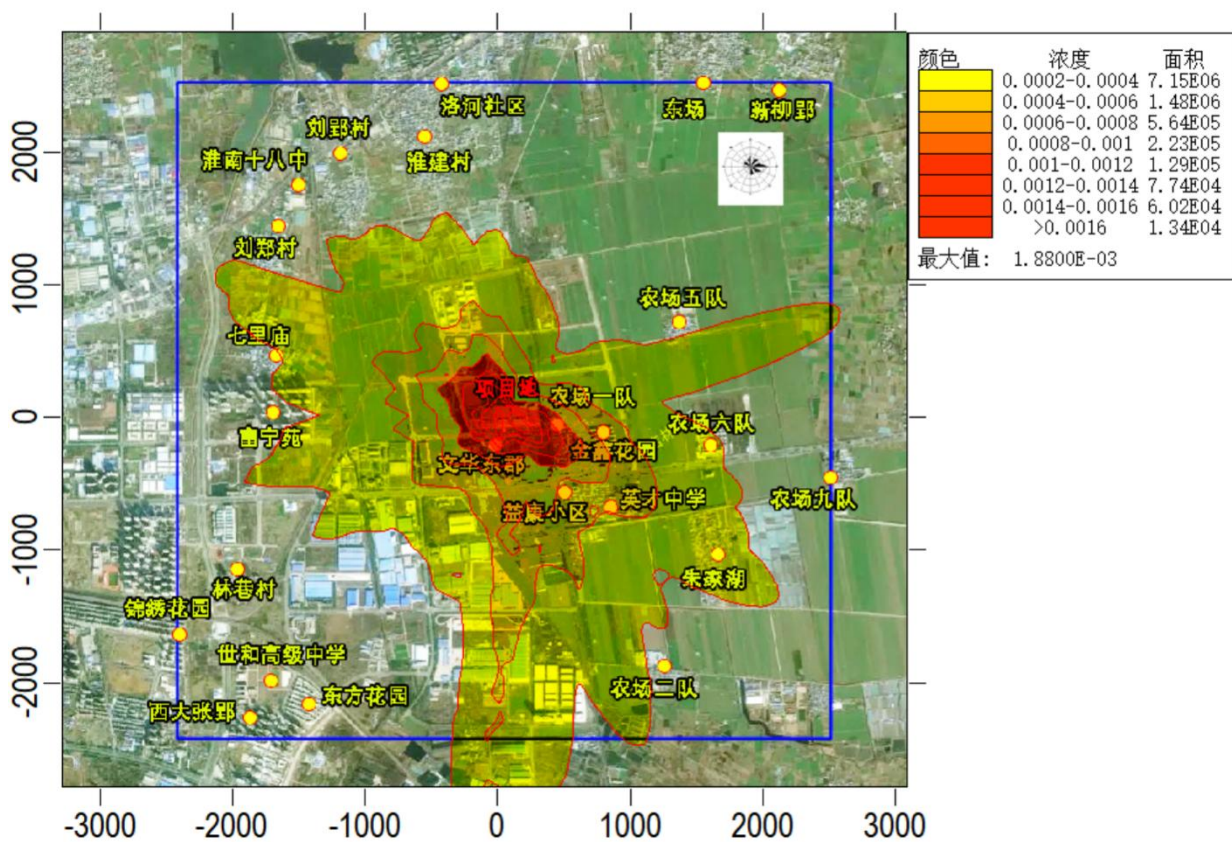 颜色 浓度 面积
0.0002-0.0004 7.15E06
0.0004-0.0006 1.48E06
0.0006-0.0008 5.64E05
0.0008-0.001 2.23E05
0.001-0.0012 1.29E05
0.0012-0.0014 7.74E04
0.0014-0.0016 6.02E04
>0.0016 1.34E04
最大值: 1.8800E-03
洛河社区
东场
新柳郢
刘郢村
淮建村
淮南十八中
刘郑村
农场五队
七里庙
项目地
农场一队
富宁苑
农场六队
文华东郡
金鑫花园
农场九队
益康小区
英才中学
朱家湖
林巷村
锦绣花园
世和高级中学
农场二队
东方花园
西大张郢
2000
1000
0
-1000
-2000
-3000 -2000 -1000 0 1000 2000 3000